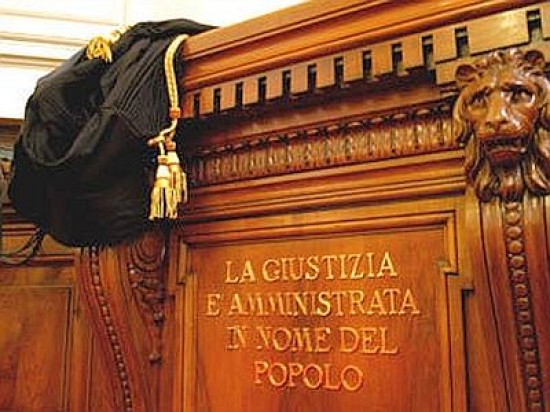 LA GIUSTIZIA
E' AMMINISTRATA
IN NOME DEL
POPOLO